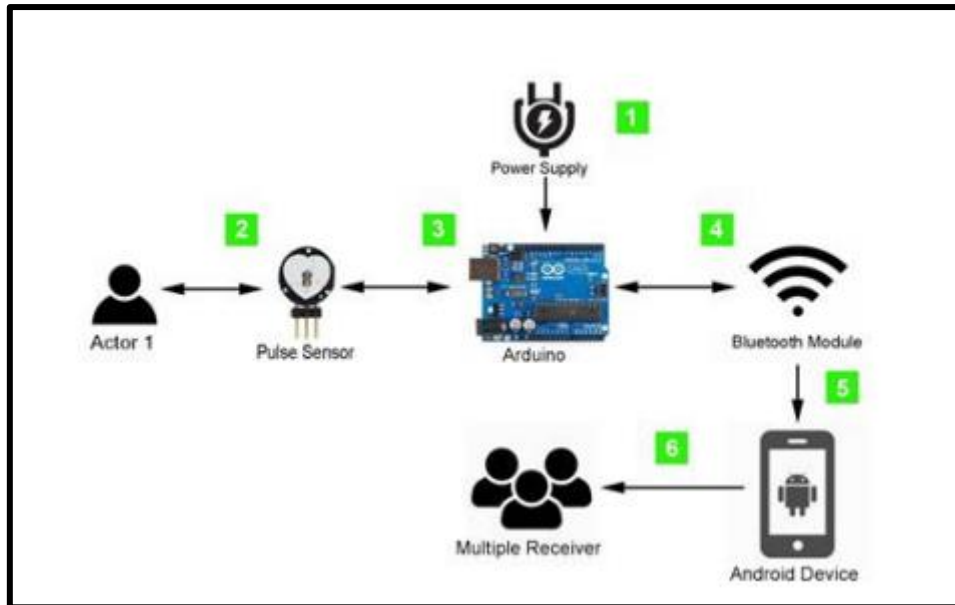 1
Power Supply
2
3
4
Actor 1
Pulse Sensor
Arduino
Bluetooth Module
5
6
Multiple Receiver
Android Device